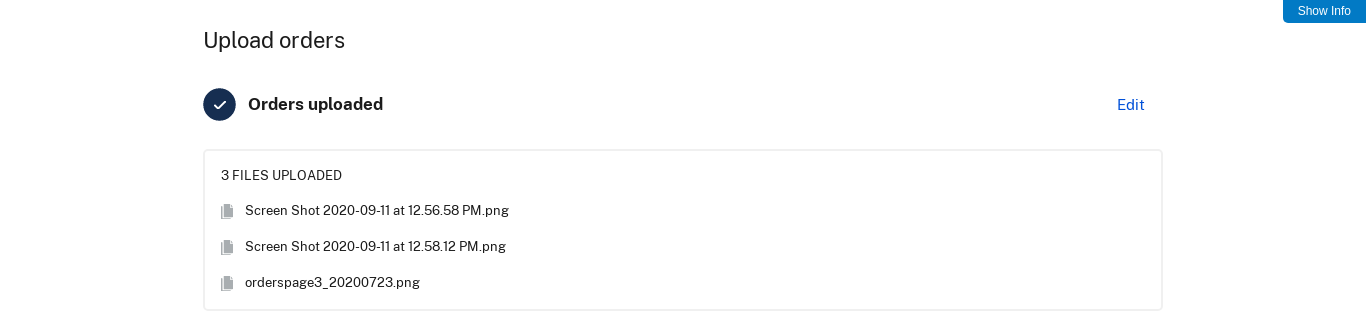 Show Info
Upload orders
Orders uploaded
Edit
3 FILES UPLOADED
Screen Shot 2020-09-11 at 12.56.58 PM.png
Screen Shot 2020-09-11 at 12.58.12 PM.png
orderspage3_20200723.png